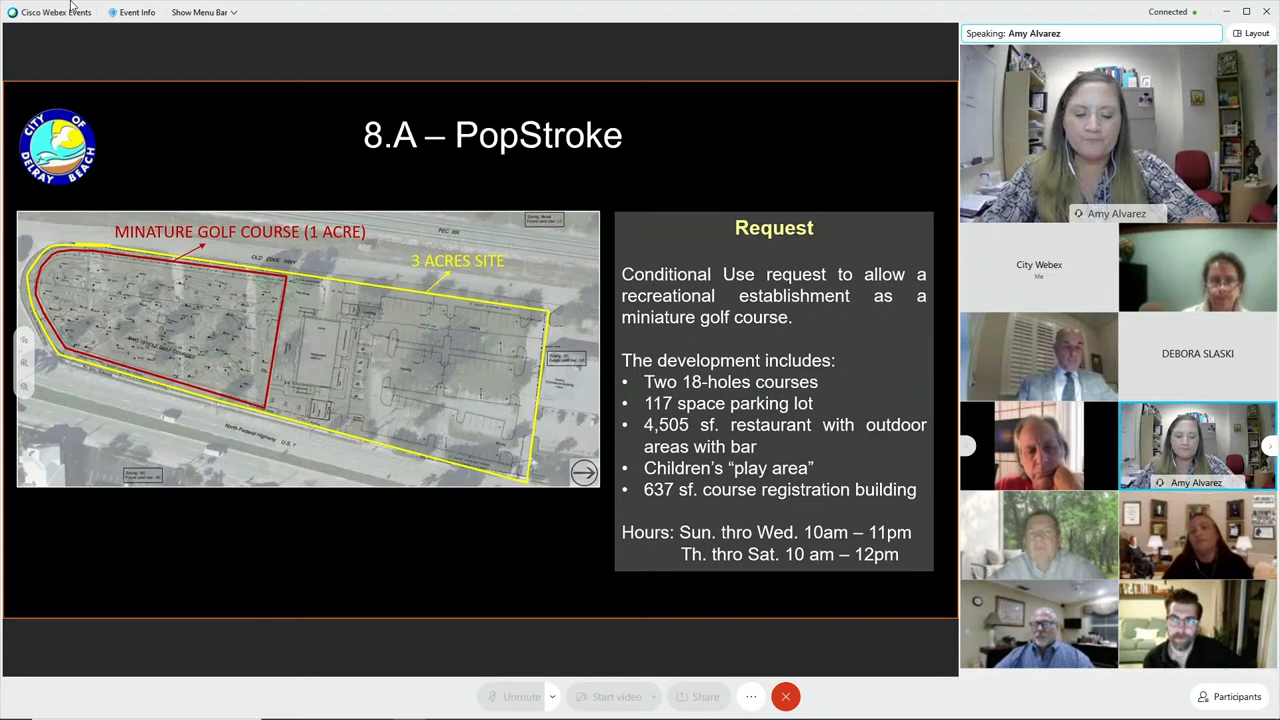 Cisco Webex Events
Event Info
Show Menu Bar
Connected
Speaking: Amy Alvarez
Layout
CITY OF
DELRAY BEACH
8.A – PopStroke
MINATURE GOLF COURSE (1 ACRE)
3 ACRES SITE
FEC RR
OLD DIXIE HWY
North Federal Highway U.S. 1
Request
Conditional Use request to allow a
recreational establishment as a
miniature golf course.
The development includes:
• Two 18-holes courses
• 117 space parking lot
• 4,505 sf. restaurant with outdoor
areas with bar
• Children’s “play area”
• 637 sf. course registration building
Hours: Sun. thro Wed. 10am – 11pm
Th. thro Sat. 10 am – 12pm
Amy Alvarez
City Webex
Me
DEBORA SLASKI
Amy Alvarez
Unmute
Start video
Share
Participants